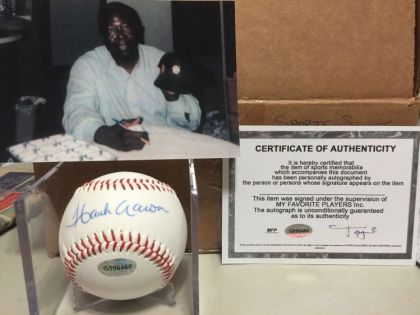 CERTIFICATE OF AUTHENTICITY
It is hereby certified that
the item of sports memorabilia
which accompanies this document
has been personally autographed by
the person or persons whose signature appears on the item
This item was signed under the supervision of
MY FAVORITE PLAYERS Inc.
The autograph is unconditionally guaranteed
as to its authenticity
MFP
G096460
Hank Aaron
G096460